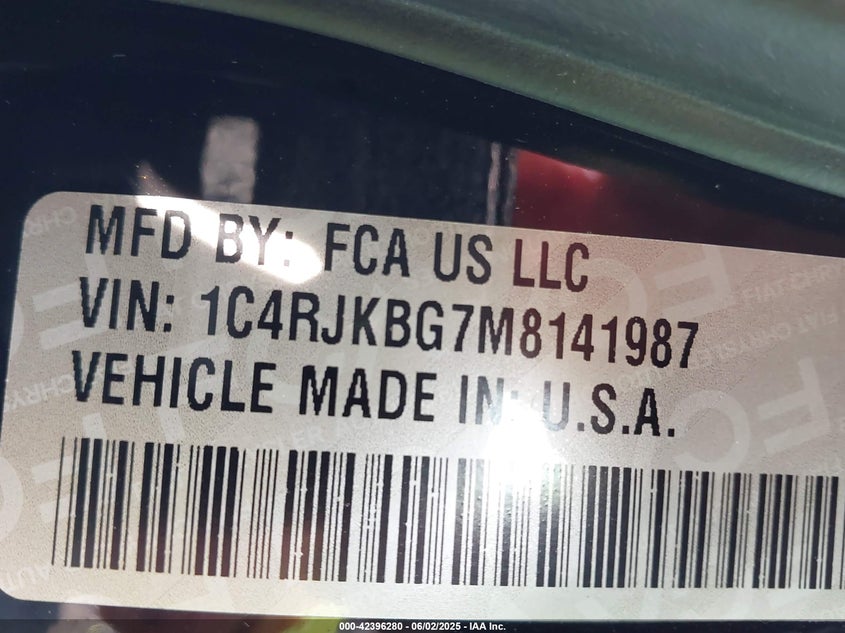 MFD BY: FCA US LLC
VIN: 1C4RJKBG7M8141987
VEHICLE MADE IN: U.S.A.
000-42396280 - 06/02/2025 - IAA Inc.